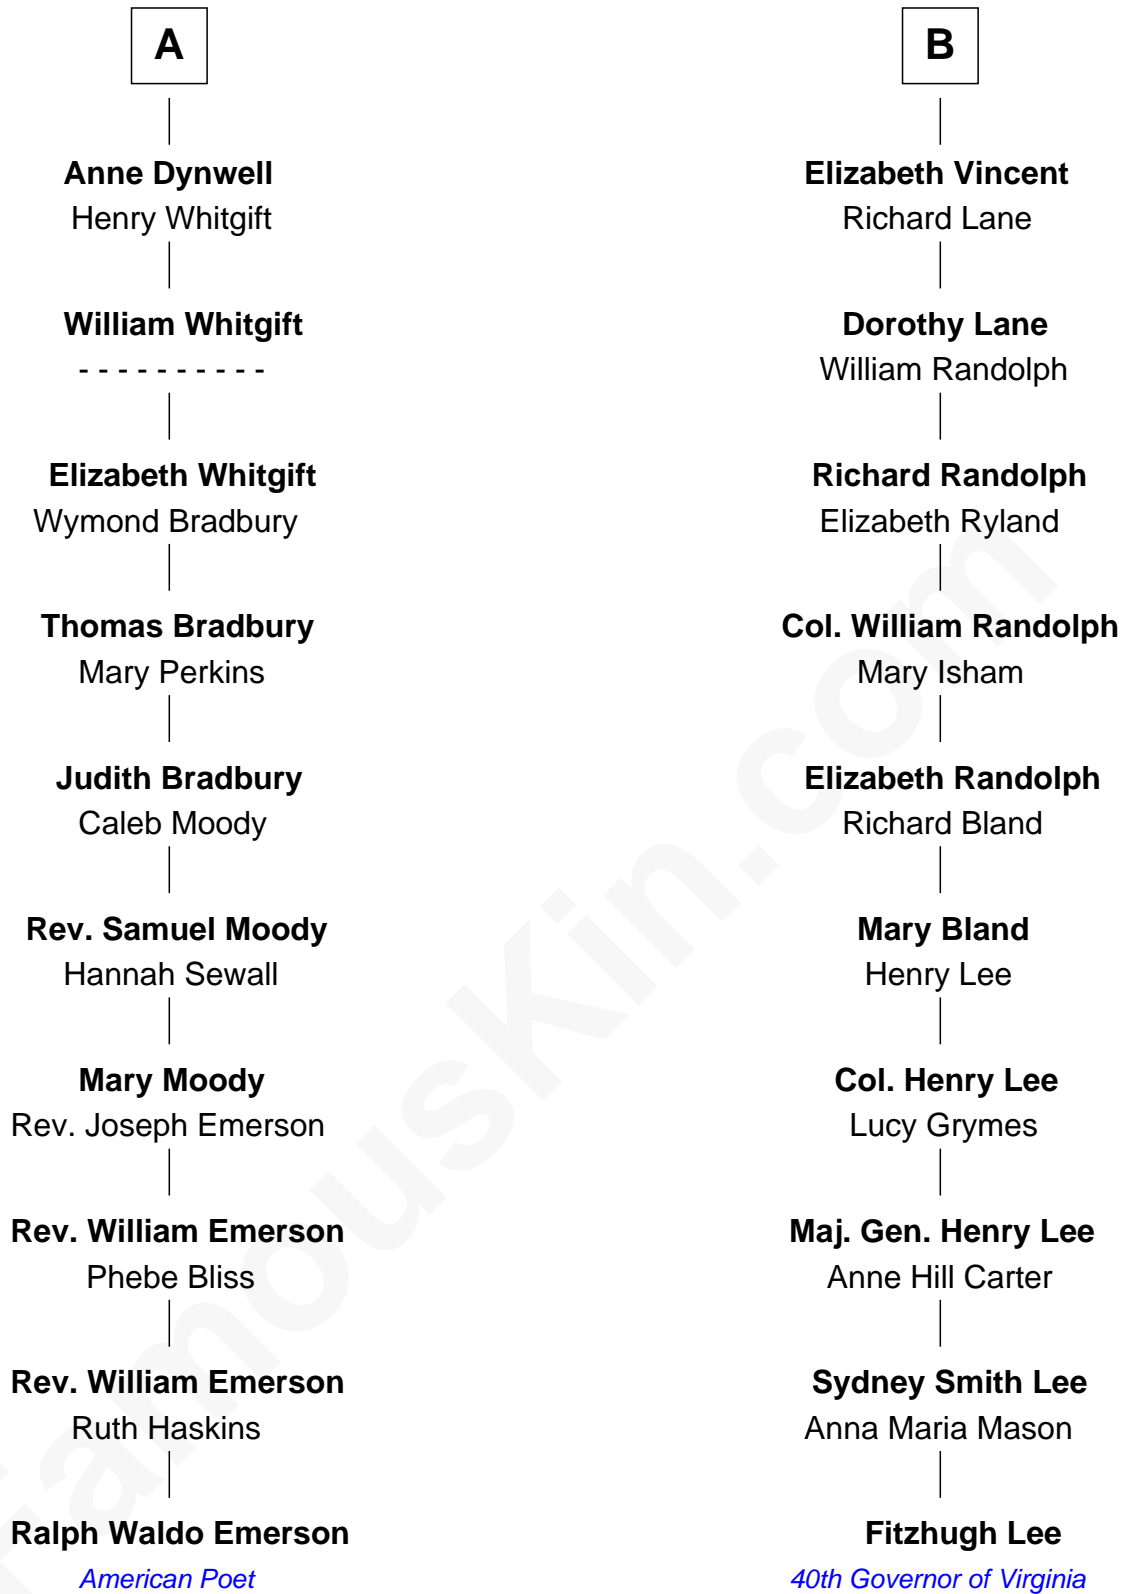 A
Anne Dynwell
Henry Whitgift
William Whitgift
- - - - - - - - - -
Elizabeth Whitgift
Wymond Bradbury
Thomas Bradbury
Mary Perkins
Judith Bradbury
Caleb Moody
Rev. Samuel Moody
Hannah Sewall
Mary Moody
Rev. Joseph Emerson
Rev. William Emerson
Phebe Bliss
Rev. William Emerson
Ruth Haskins
Ralph Waldo Emerson
American Poet
B
Elizabeth Vincent
Richard Lane
Dorothy Lane
William Randolph
Richard Randolph
Elizabeth Ryland
Col. William Randolph
Mary Isham
Elizabeth Randolph
Richard Bland
Mary Bland
Henry Lee
Col. Henry Lee
Lucy Grymes
Maj. Gen. Henry Lee
Anne Hill Carter
Sydney Smith Lee
Anna Maria Mason
Fitzhugh Lee
40th Governor of Virginia
FamousKin.com